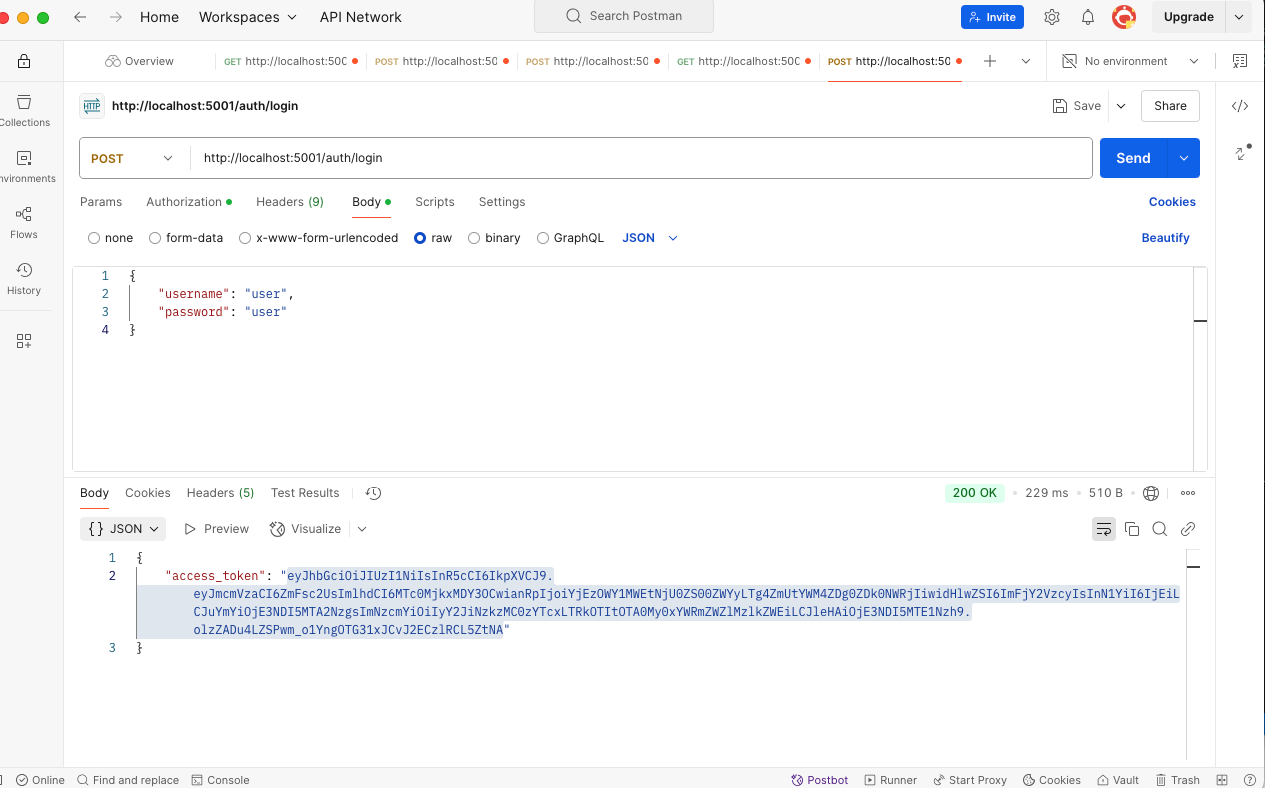 Home Workspaces API Network Search Postman Invite Upgrade
Overview GET http://localhost:500 POST http://localhost:50 POST http://localhost:50 GET http://localhost:500 POST http://localhost:50 No environment
HTTP http://localhost:5001/auth/login Save Share
Collections
POST http://localhost:5001/auth/login Send
nvironments
Params Authorization Headers (9) Body Scripts Settings Cookies
Flows
none form-data x-www-form-urlencoded raw binary GraphQL JSON Beautify
History
1 {
2 "username": "user",
3 "password": "user"
4 }
Body Cookies Headers (5) Test Results 200 OK 229 ms 510 B
{} JSON Preview Visualize
1 {
2 "access_token": "eyJhbGciOiJIUzI1NiIsInR5cCI6IkpXVCJ9.
eyJmcmVzaCI6ZmFsc2UsImlhdCI6MTc0MjkxMDY3OCwianRpIjoiYjEzOWY1MWEtNjU0ZS00ZWYyLTg4ZmUtYWM4ZDg0ZDk0NWRjIiwidHlwZSI6ImFjY2VzcyIsInN1YiI6IjEiL
CJuYmYiOjE3NDI5MTA2NzgsImNzcmYiOiIyY2JiNzkzMC0zYTcxLTRkOTItOTA0My0xYWRmZWZlMzlkZWEiLCJleHAiOjE3NDI5MTE1Nzh9.
olzZADu4LZSPwm_o1YngOTG31xJCvJ2ECzlRCL5ZtNA"
3 }
Online Find and replace Console Postbot Runner Start Proxy Cookies Vault Trash